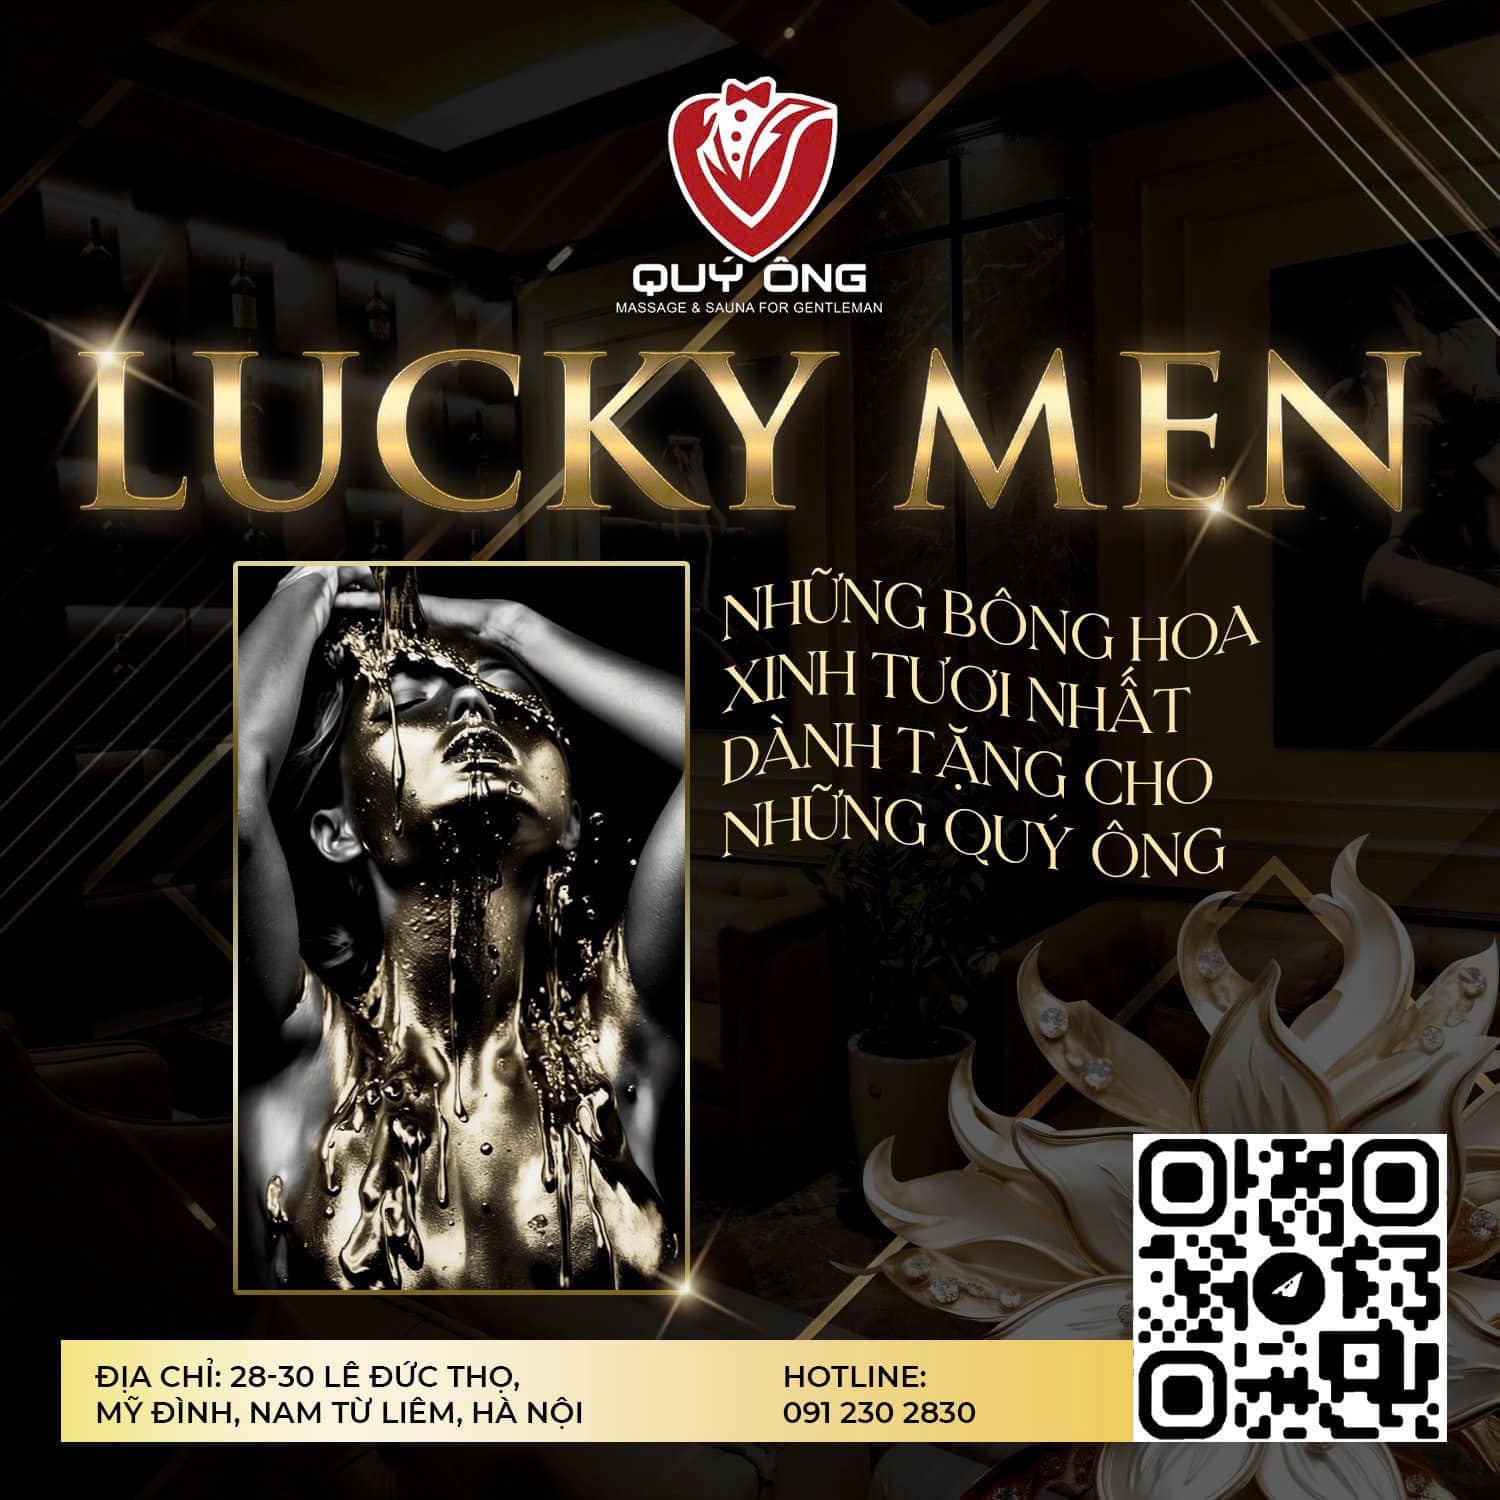 QUÝ ÔNG
MASSAGE & SAUNA FOR GENTLEMAN
LUCKY MEN
NHỮNG BÔNG HOA
XINH TƯƠI NHẤT
DÀNH TẶNG CHO
NHỮNG QUÝ ÔNG
ĐỊA CHỈ: 28-30 LÊ ĐỨC THỌ,
MỸ ĐÌNH, NAM TỪ LIÊM, HÀ NỘI
HOTLINE:
091 230 2830